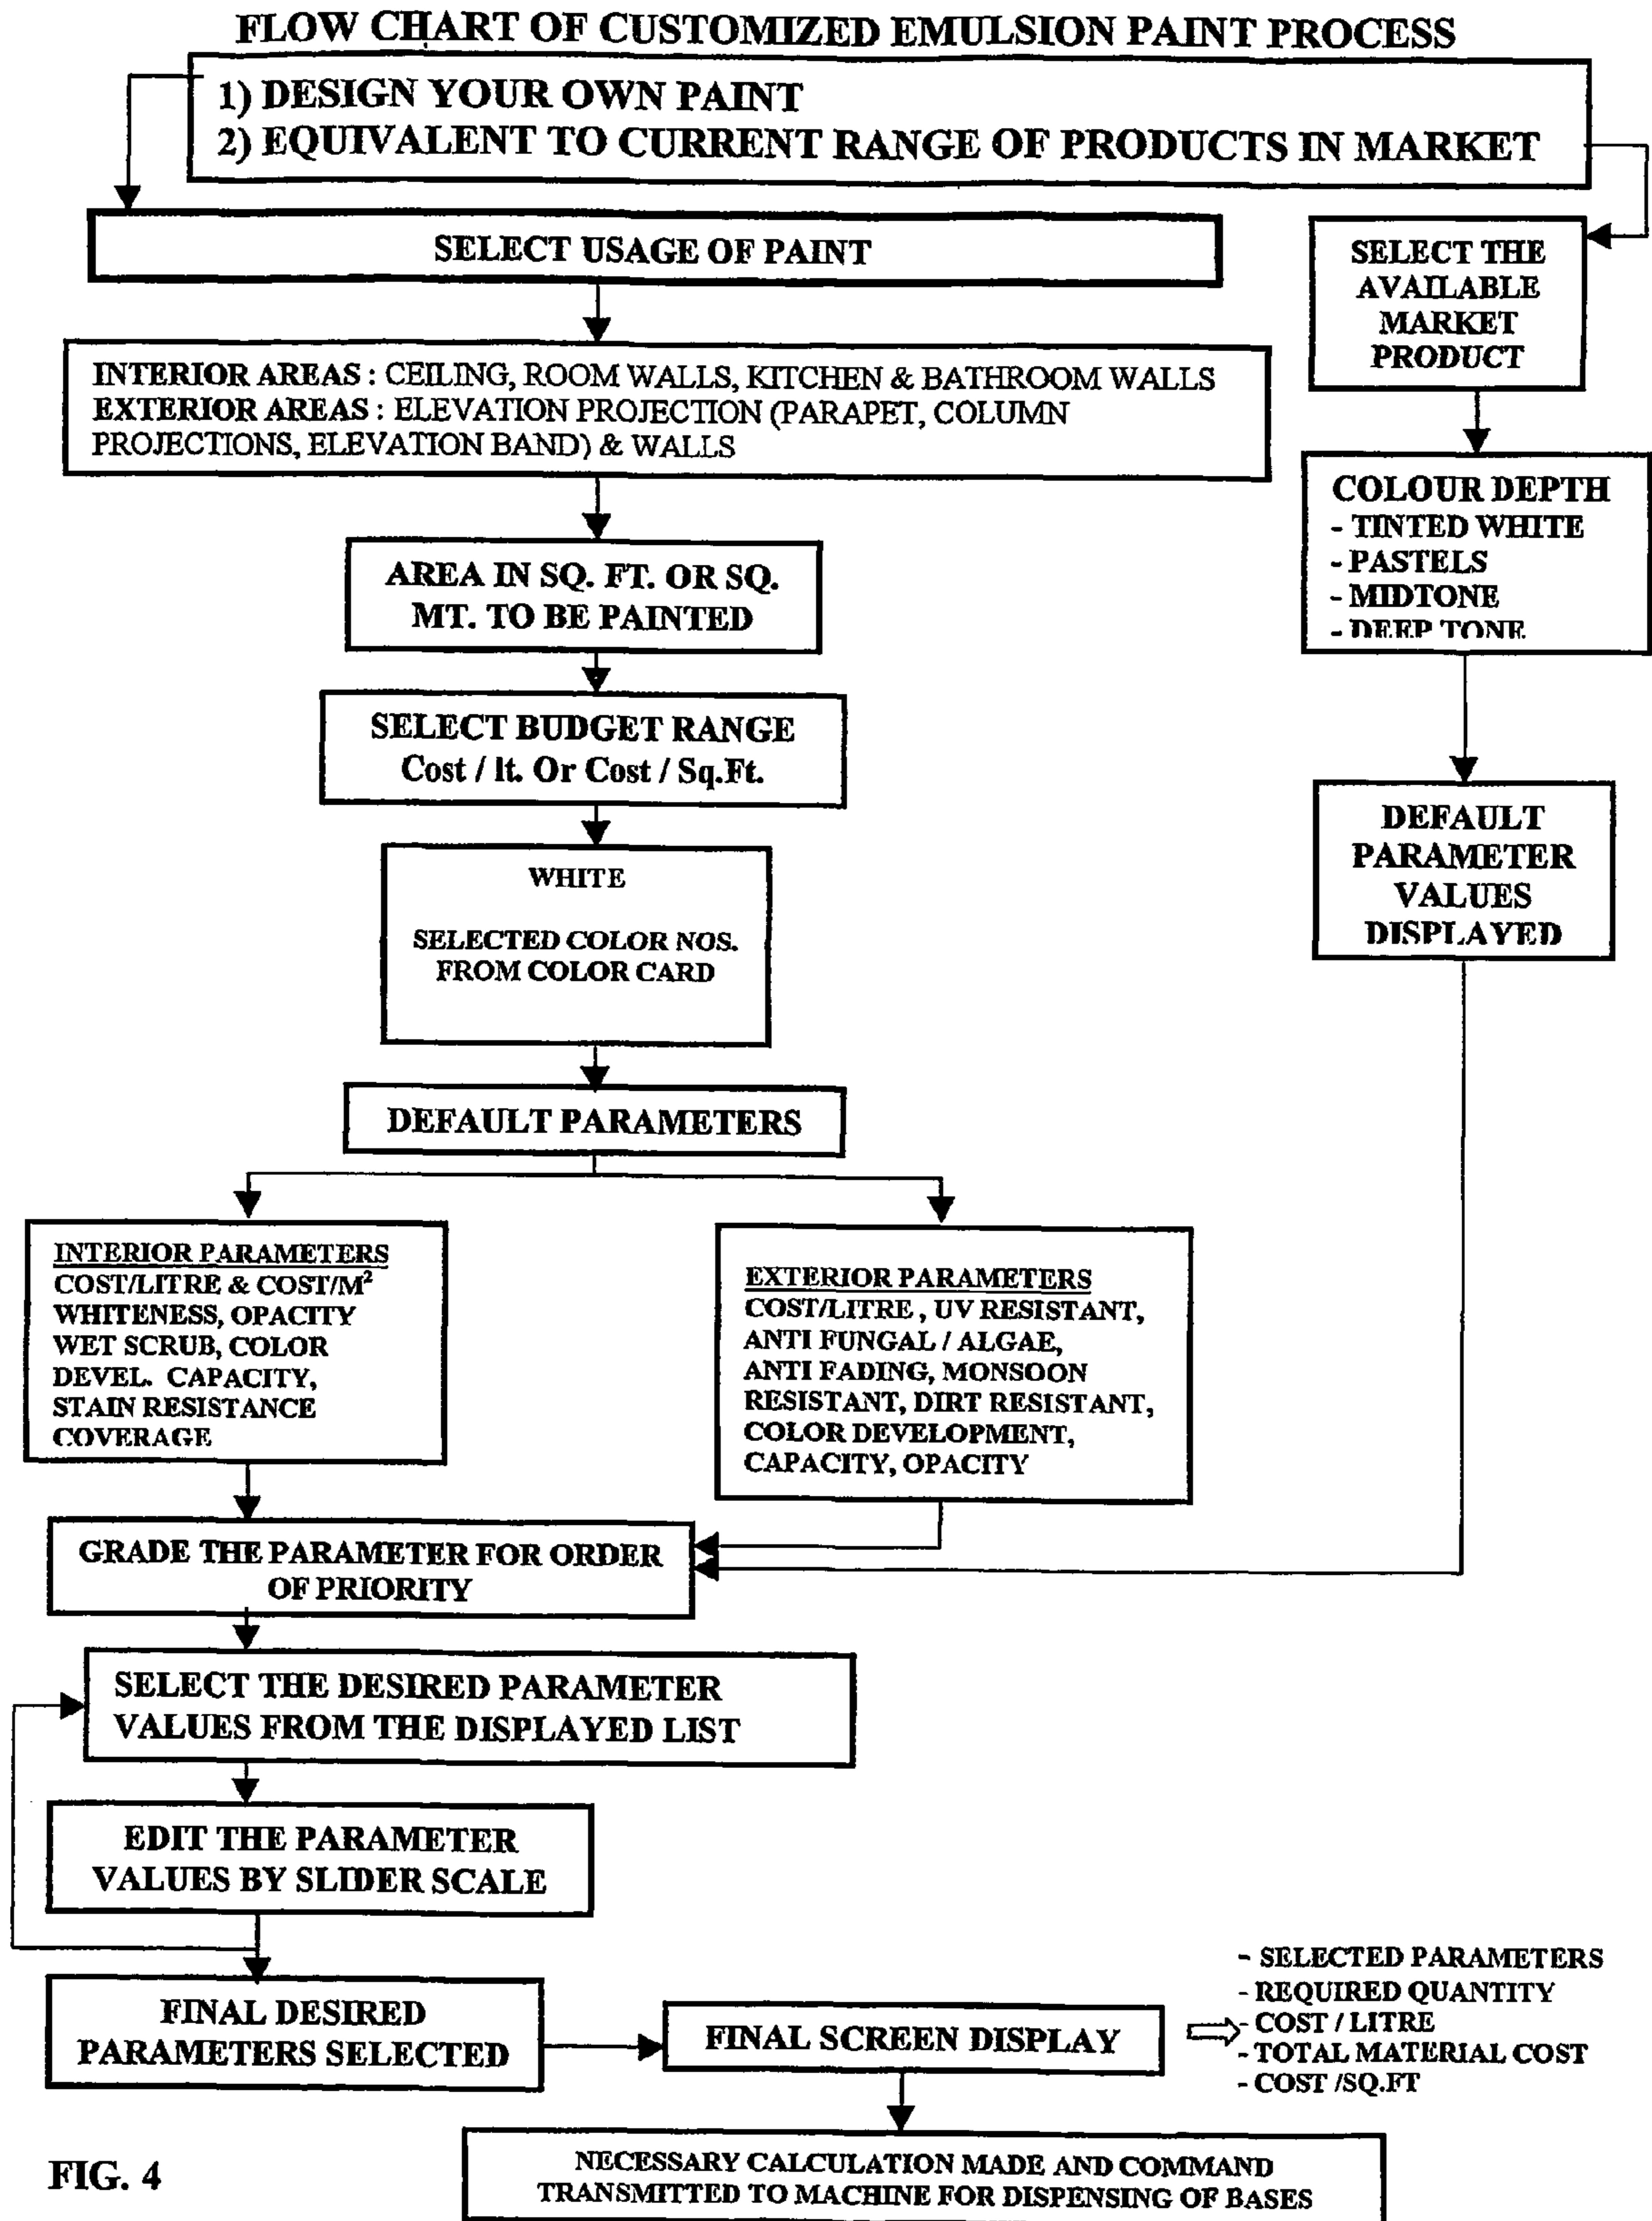 FLOW CHART OF CUSTOMIZED EMULSION PAINT PROCESS
1) DESIGN YOUR OWN PAINT
2) EQUIVALENT TO CURRENT RANGE OF PRODUCTS IN MARKET
SELECT USAGE OF PAINT
INTERIOR AREAS : CEILING, ROOM WALLS, KITCHEN & BATHROOM WALLS
EXTERIOR AREAS : ELEVATION PROJECTION (PARAPET, COLUMN
PROJECTIONS, ELEVATION BAND) & WALLS
AREA IN SQ. FT. OR SQ.
MT. TO BE PAINTED
SELECT BUDGET RANGE
Cost / lt. Or Cost / Sq.Ft.
WHITE
SELECTED COLOR NOS.
FROM COLOR CARD
DEFAULT PARAMETERS
SELECT THE
AVAILABLE
MARKET
PRODUCT
COLOUR DEPTH
- TINTED WHITE
- PASTELS
- MIDTONE
- DEEP TONE
DEFAULT
PARAMETER
VALUES
DISPLAYED
INTERIOR PARAMETERS
COST/LITRE & COST/M²
WHITENESS, OPACITY
WET SCRUB, COLOR
DEVEL. CAPACITY,
STAIN RESISTANCE
COVERAGE
EXTERIOR PARAMETERS
COST/LITRE , UV RESISTANT,
ANTI FUNGAL / ALGAE,
ANTI FADING, MONSOON
RESISTANT, DIRT RESISTANT,
COLOR DEVELOPMENT,
CAPACITY, OPACITY
GRADE THE PARAMETER FOR ORDER
OF PRIORITY
SELECT THE DESIRED PARAMETER
VALUES FROM THE DISPLAYED LIST
EDIT THE PARAMETER
VALUES BY SLIDER SCALE
FINAL DESIRED
PARAMETERS SELECTED
FINAL SCREEN DISPLAY
- SELECTED PARAMETERS
- REQUIRED QUANTITY
- COST / LITRE
- TOTAL MATERIAL COST
- COST /SQ.FT
NECESSARY CALCULATION MADE AND COMMAND
TRANSMITTED TO MACHINE FOR DISPENSING OF BASES
FIG. 4